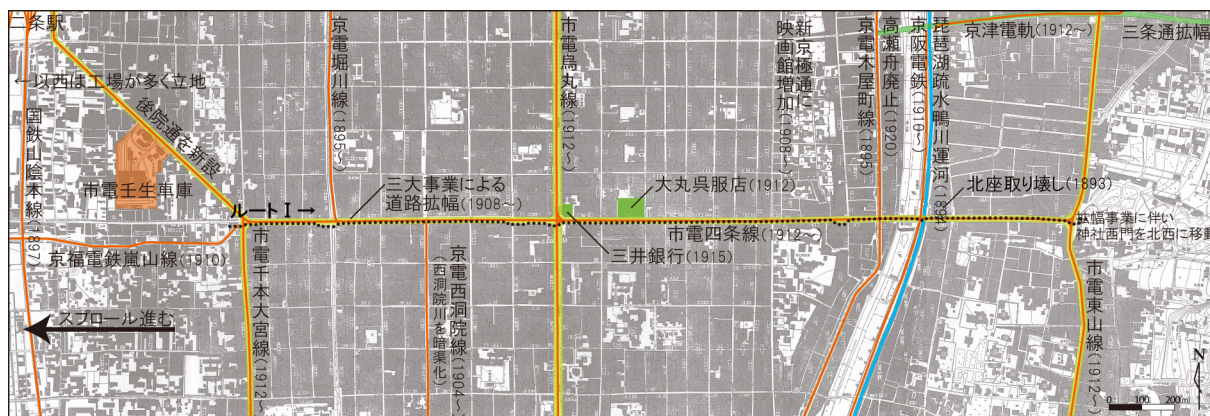 二条駅
←以西は工場が多く立地
国鉄山陰本線(1897)
後院通を新設
市電壬生車庫
京福電鉄嵐山線(1910)
スプロール進む
ルートⅠ→
市電千本大宮線(1912～)
京電堀川線(1895～)
三大事業による
道路拡幅(1908～)
京電西洞院線(1904～)
(西洞院川を暗渠化)
市電烏丸線(1912～)
大丸呉服店(1912)
市電四条線(1912～)
三井銀行(1915)
新京極通に
映画館増加(1908～)
京電木屋町線(1895)
高瀬舟廃止(1920)
京阪電鉄(1910～)
琵琶湖疏水鴨川運河
京津電軌(1912～)
三条通拡幅
北座取り壊し(1893)
拡幅事業に伴い
神社西門を北西に移動
市電東山線(1912～)
N
0 100 200m